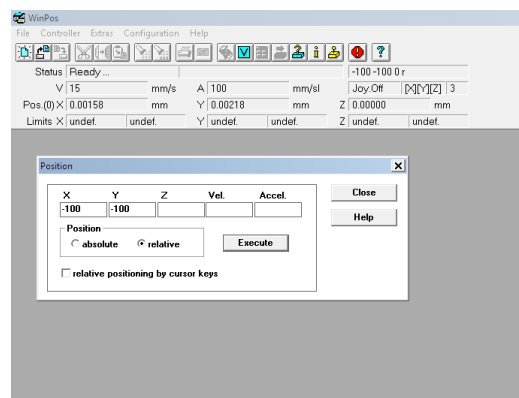 WinPos
File Controller Extras Configuration Help
Status Ready ... -100 -100 0 r
V 15 mm/s A 100 mm/sl Joy.Off [X][Y][Z] 3
Pos.(0) X 0.00158 mm Y 0.00218 mm Z 0.00000 mm
Limits X undef. undef. Y undef. undef. Z undef. undef.
Position
X Y Z Vel. Accel. Close
-100 -100
Help
Position
absolute relative Execute
relative positioning by cursor keys